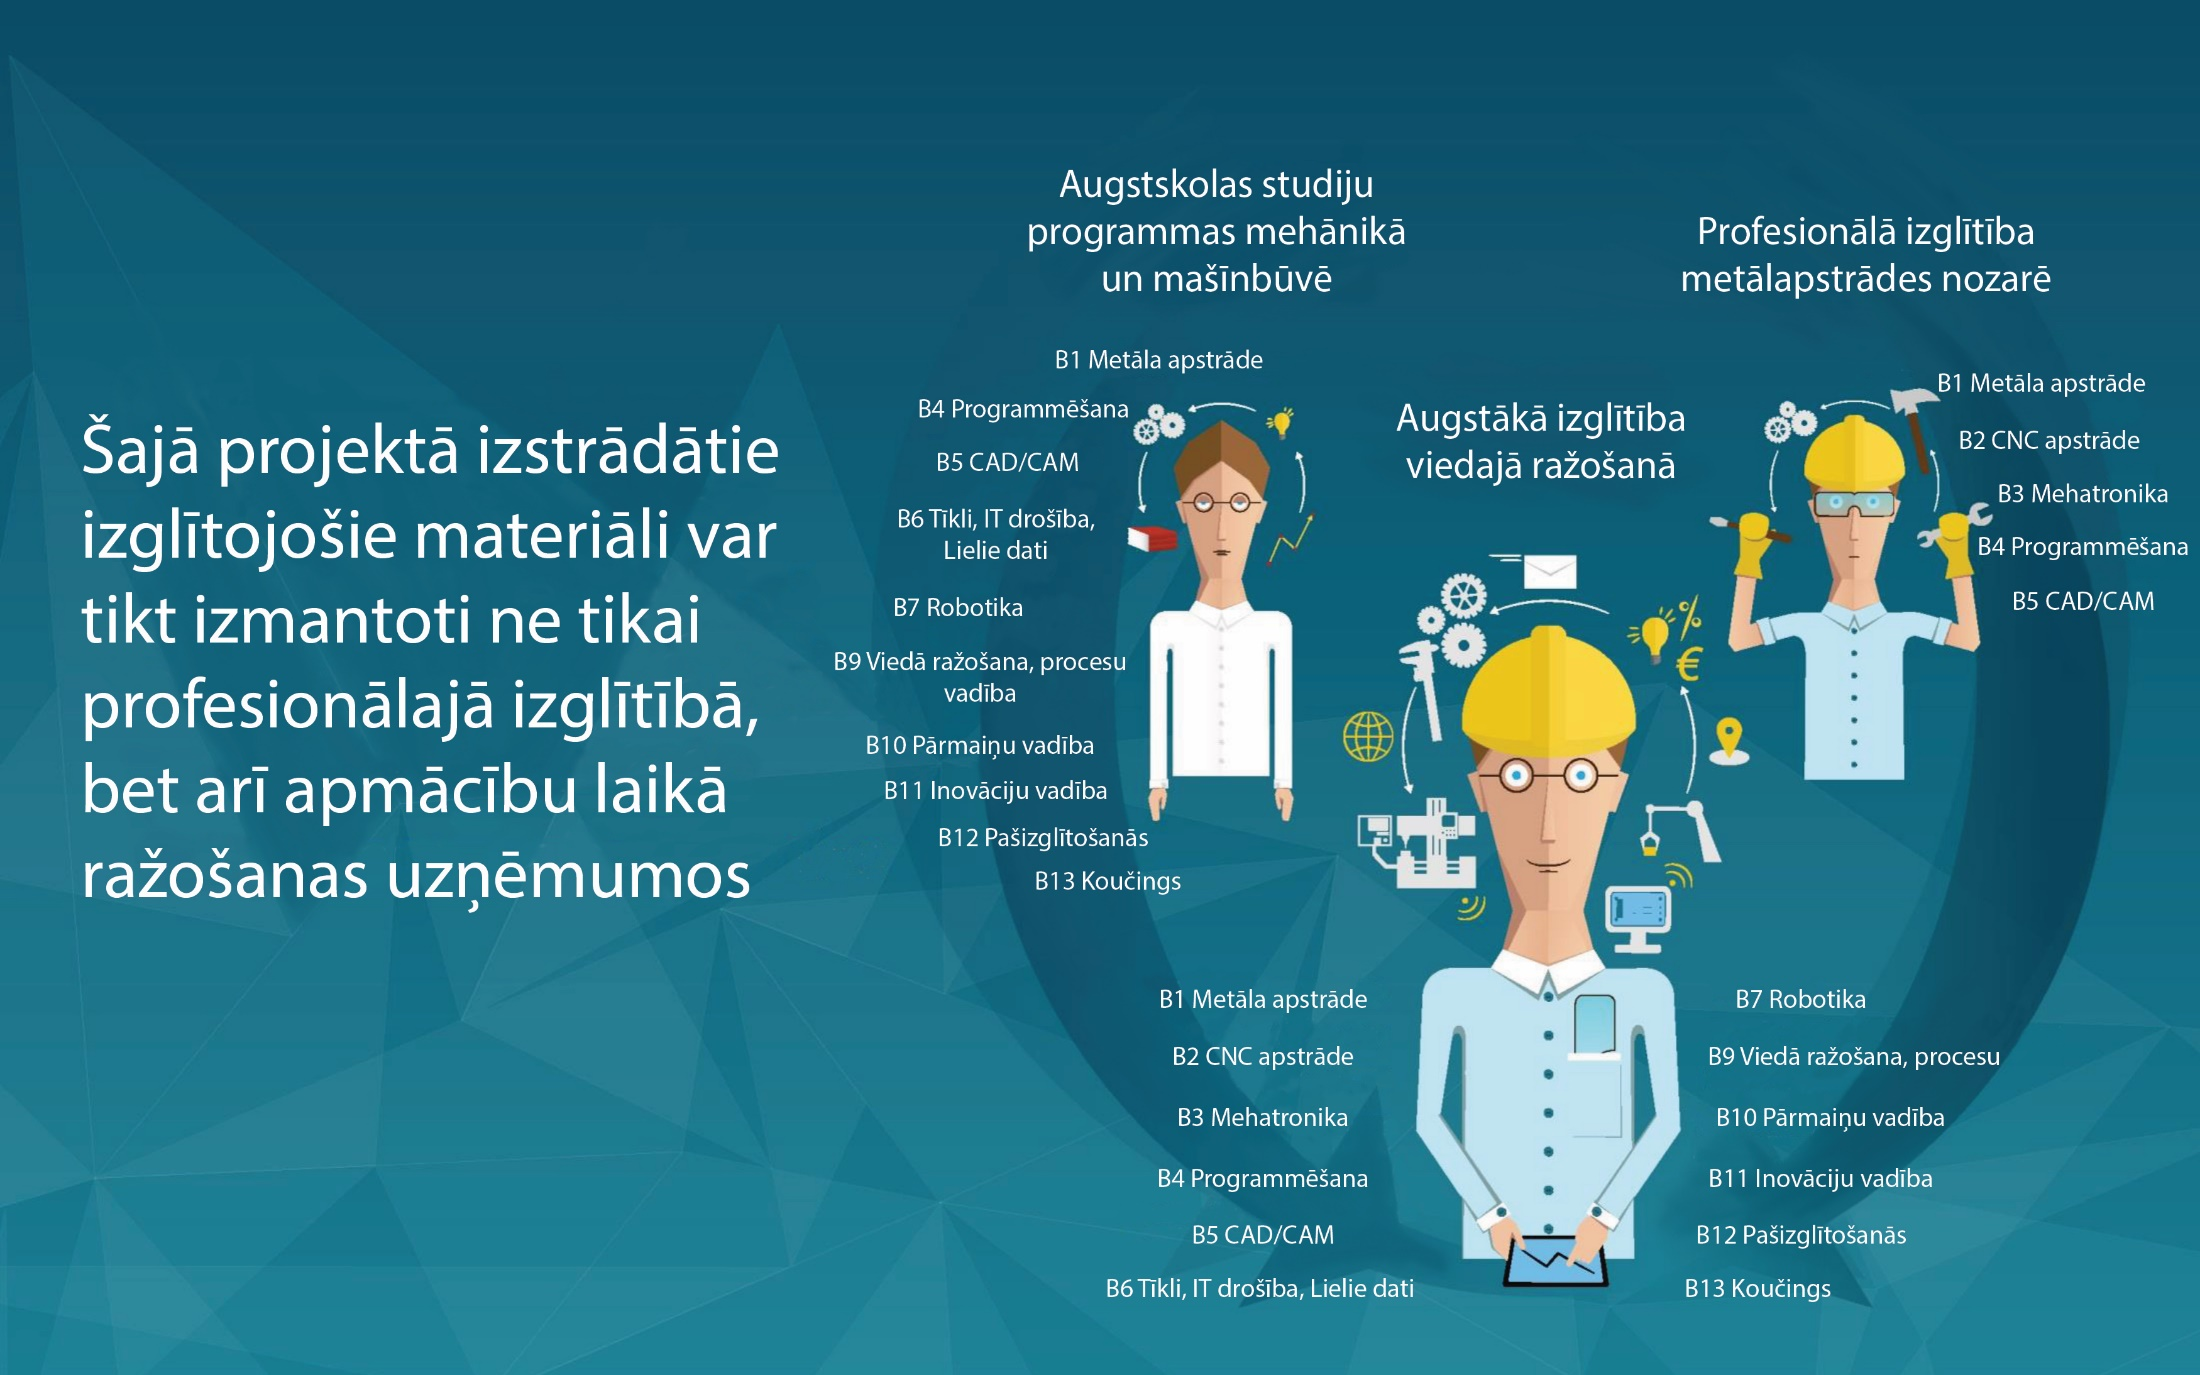 Šajā projektā izstrādātie
izglītojošie materiāli var
tikt izmantoti ne tikai
profesionālajā izglītībā,
bet arī apmācību laikā
ražošanas uzņēmumos
Augstskolas studiju
programmas mehānikā
un mašīnbūvē
B1 Metāla apstrāde
B4 Programmēšana
B5 CAD/CAM
B6 Tīkli, IT drošība,
Lielie dati
B7 Robotika
B9 Viedā ražošana, procesu
vadība
B10 Pārmaiņu vadība
B11 Inovāciju vadība
B12 Pašizglītošanās
B13 Koučings
Augstākā izglītība
viedajā ražošanā
%
€
B1 Metāla apstrāde
B2 CNC apstrāde
B3 Mehatronika
B4 Programmēšana
B5 CAD/CAM
B6 Tīkli, IT drošība, Lielie dati
B7 Robotika
B9 Viedā ražošana, procesu
B10 Pārmaiņu vadība
B11 Inovāciju vadība
B12 Pašizglītošanās
B13 Koučings
Profesionālā izglītība
metālapstrādes nozarē
B1 Metāla apstrāde
B2 CNC apstrāde
B3 Mehatronika
B4 Programmēšana
B5 CAD/CAM